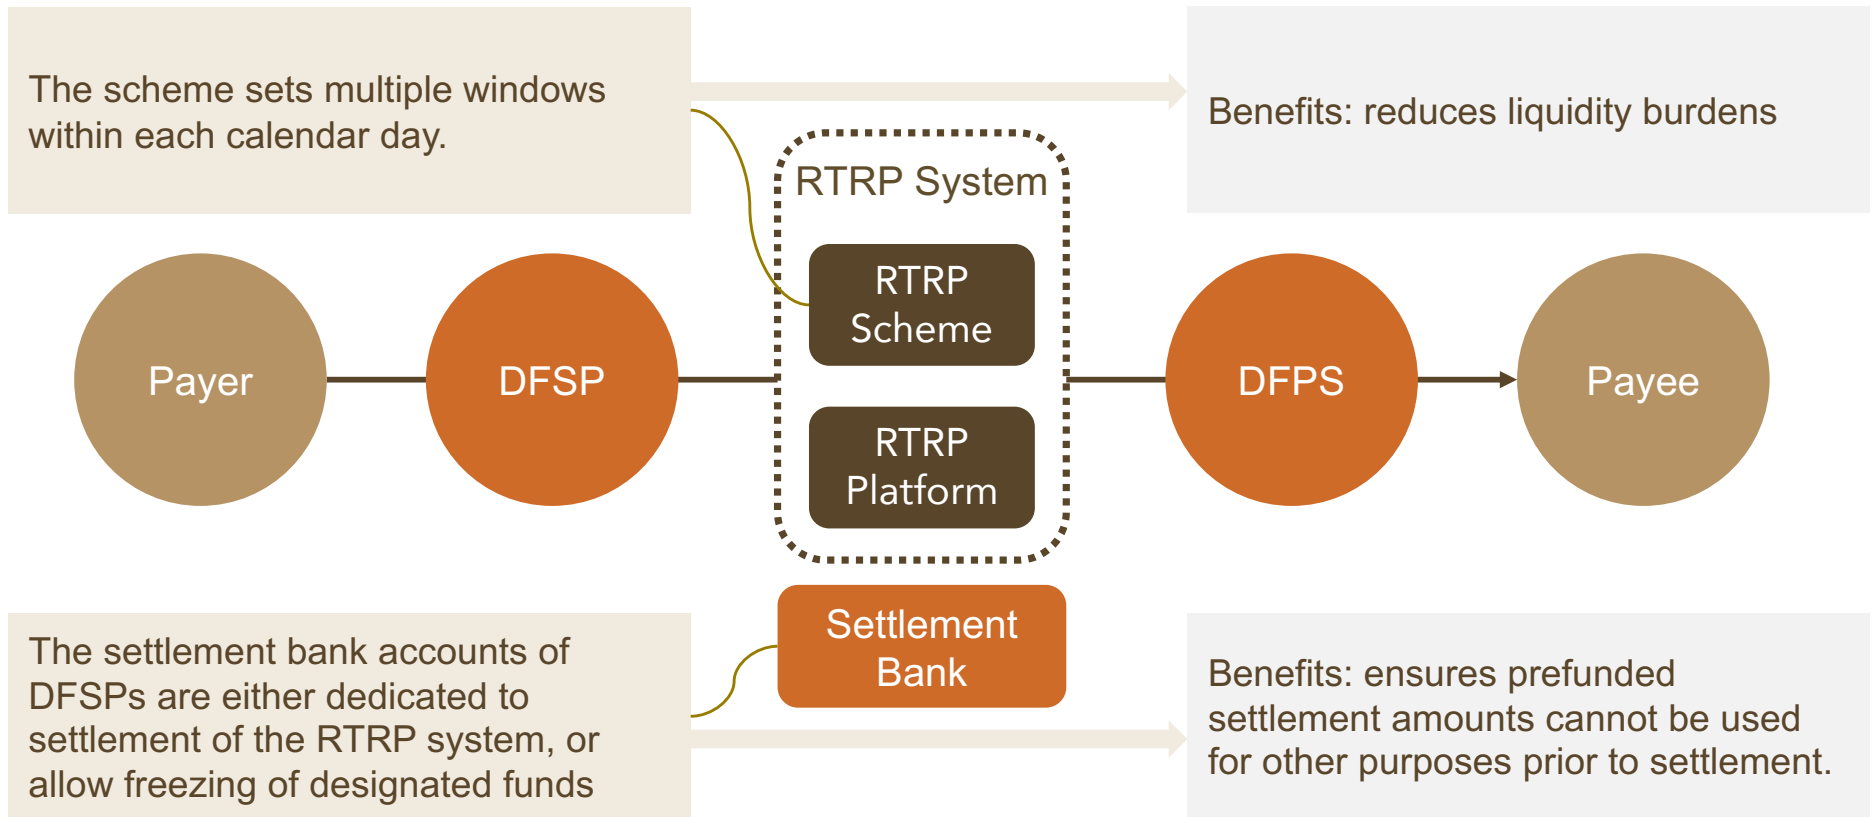 The scheme sets multiple windows
within each calendar day.
Benefits: reduces liquidity burdens
RTRP System
RTRP
Scheme
Payer
DFSP
DFPS
Payee
RTRP
Platform
Settlement
Bank
The settlement bank accounts of
DFSPs are either dedicated to
settlement of the RTRP system, or
allow freezing of designated funds
Benefits: ensures prefunded
settlement amounts cannot be used
for other purposes prior to settlement.